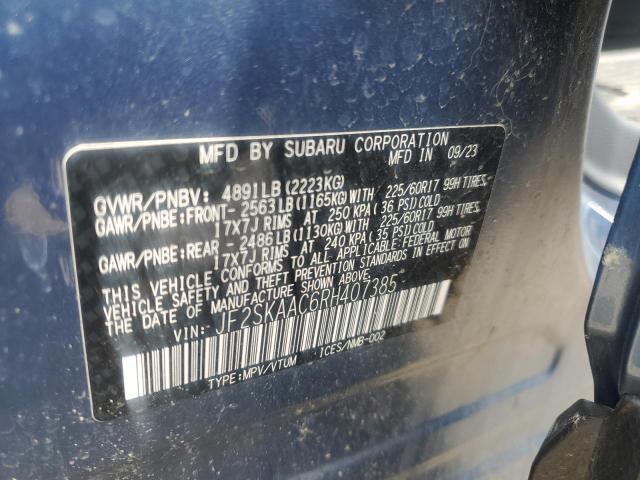 MFD BY SUBARU CORPORATION
MFD IN 09/23
GVWR/PNBV: 4891LB(2223KG)
GAWR/PNBE:FRONT- 2563LB(1165KG)WITH 225/60R17 99H TIRES,
17X7J RIMS AT 250 KPA(36 PSI)COLD
GAWR/PNBE:REAR - 2486LB(1130KG)WITH 225/60R17 99H TIRES,
17X7J RIMS AT 240 KPA(35 PSI)COLD
THIS VEHICLE CONFORMS TO ALL APPLICABLE FEDERAL MOTOR
VEHICLE SAFETY AND THEFT PREVENTION STANDARDS IN EFFECT ON
THE DATE OF MANUFACTURE SHOWN ABOVE.
VIN: JF2SKAAC6RH407385
TYPE:MPV/VTUM ICES/NMB-002